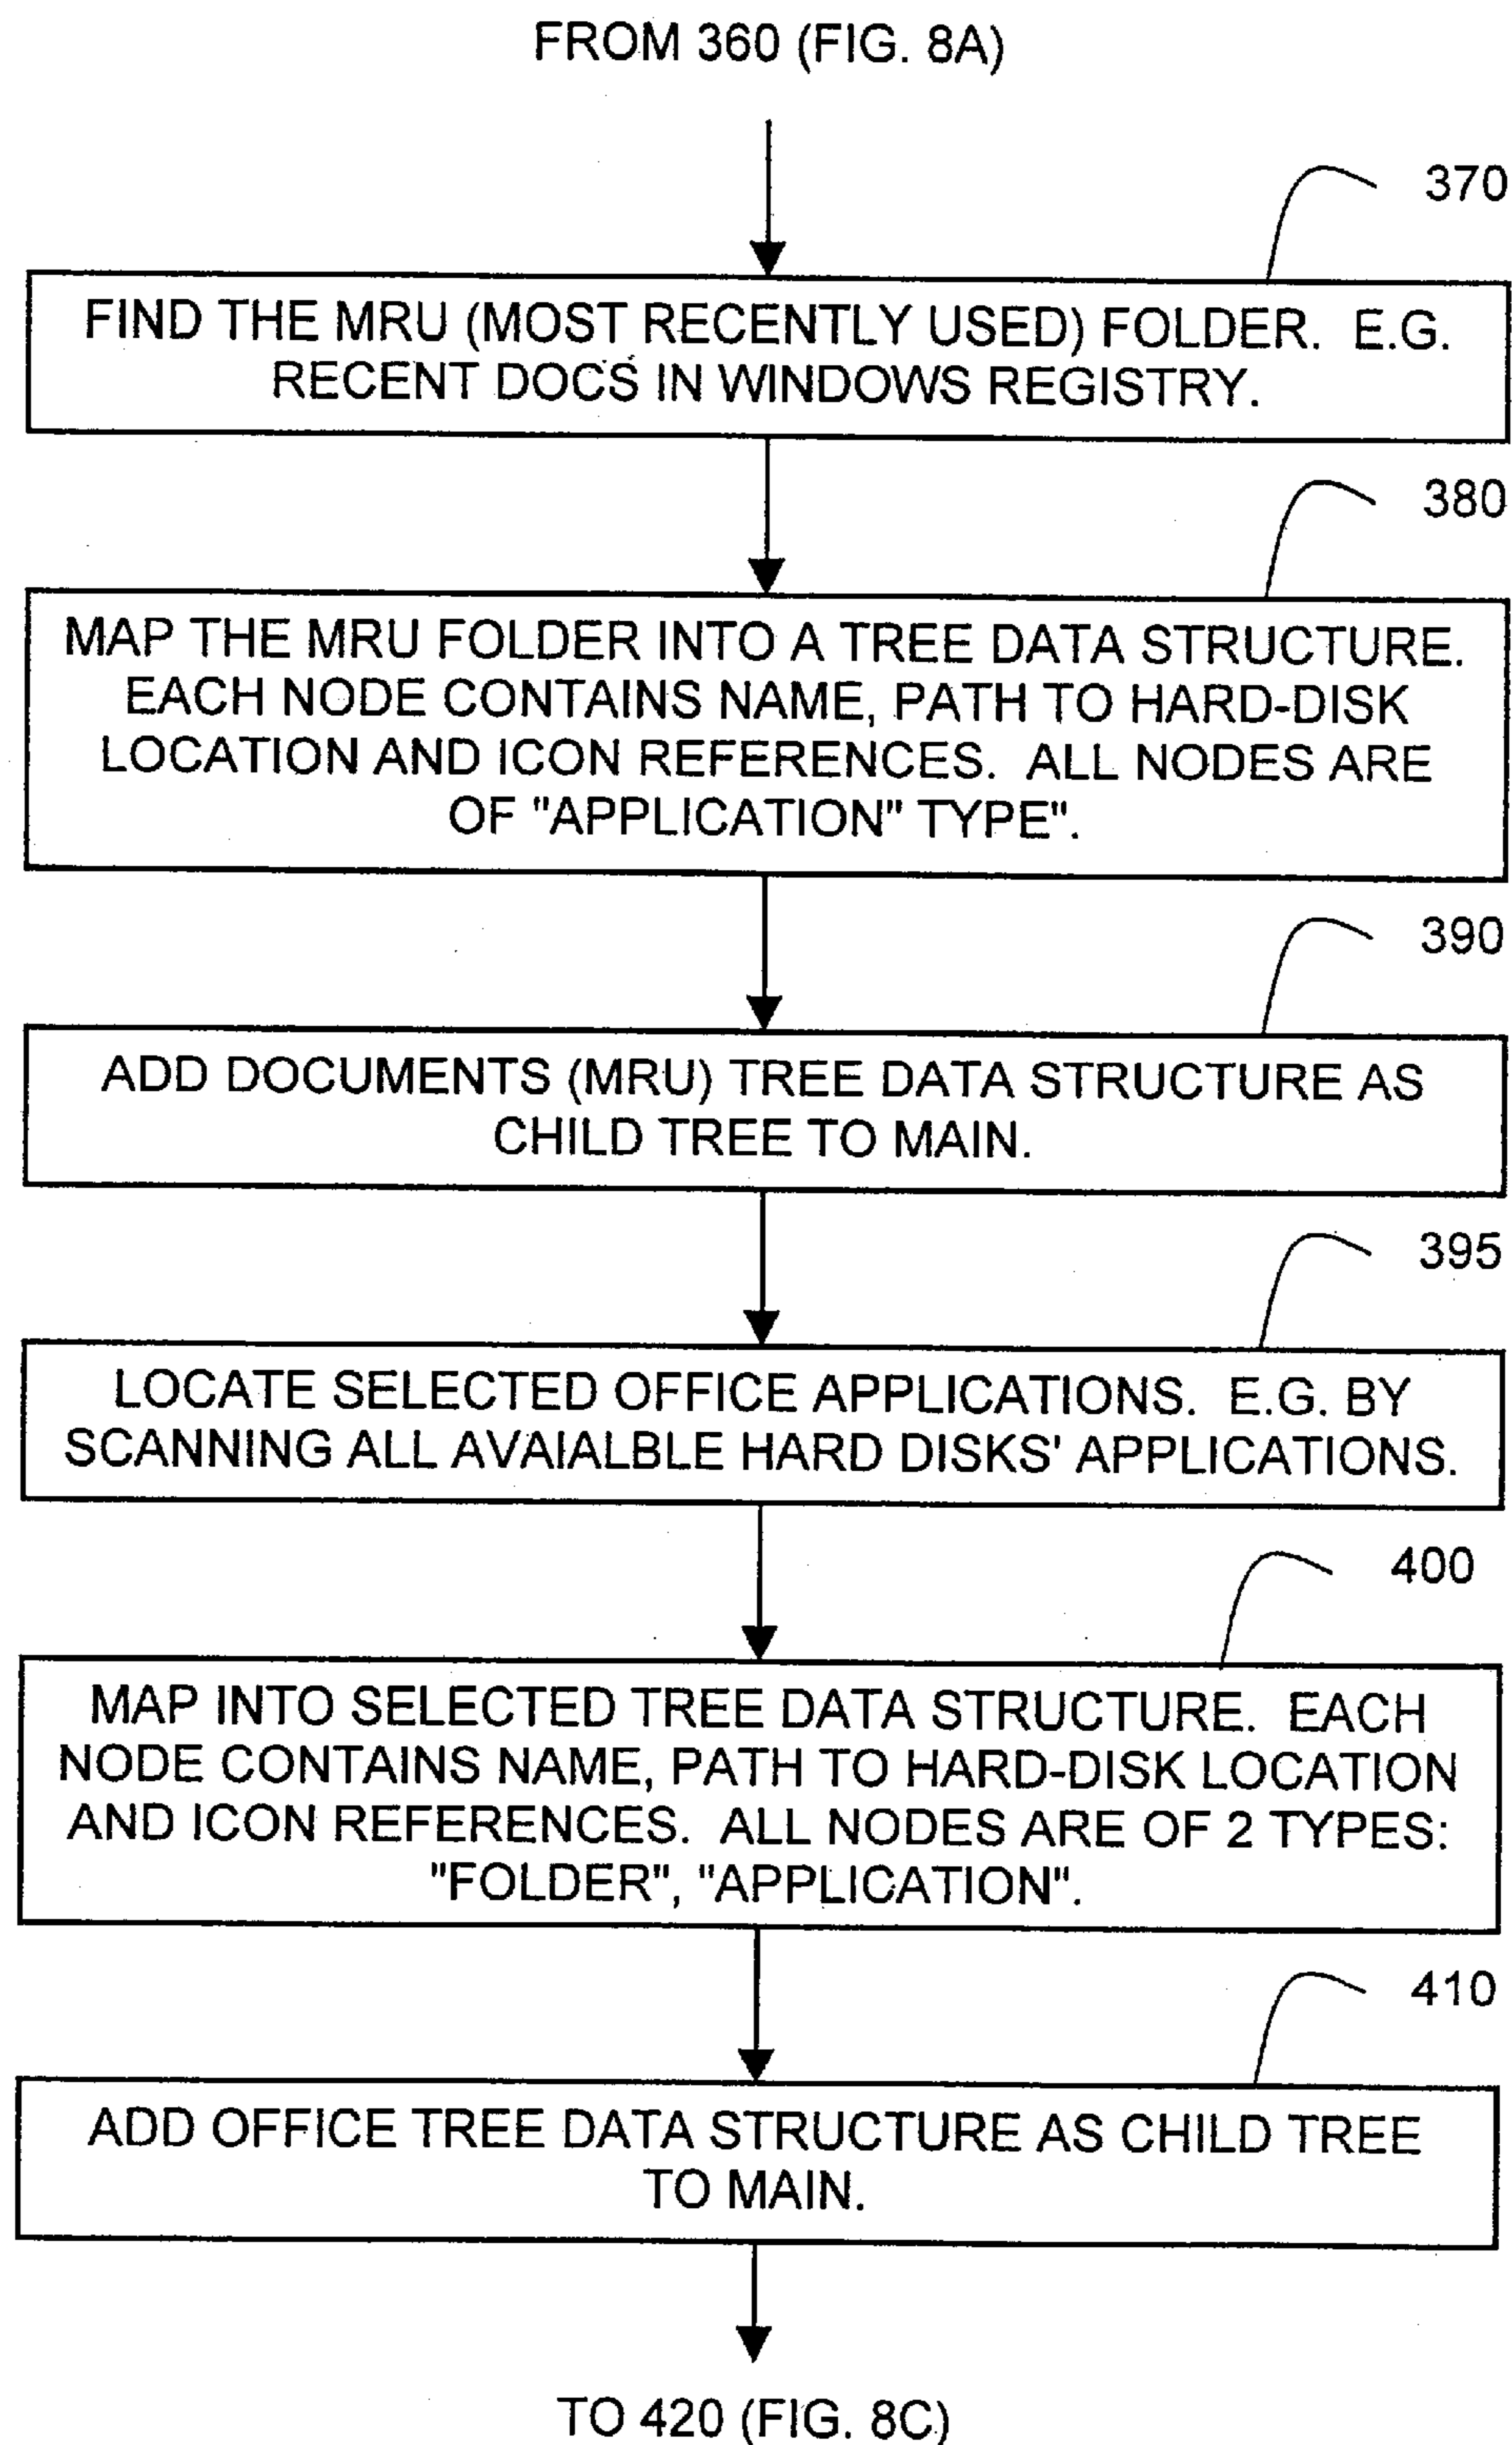 FROM 360 (FIG. 8A)
370
FIND THE MRU (MOST RECENTLY USED) FOLDER. E.G.
RECENT DOCS IN WINDOWS REGISTRY.
380
MAP THE MRU FOLDER INTO A TREE DATA STRUCTURE.
EACH NODE CONTAINS NAME, PATH TO HARD-DISK
LOCATION AND ICON REFERENCES. ALL NODES ARE
OF "APPLICATION" TYPE".
390
ADD DOCUMENTS (MRU) TREE DATA STRUCTURE AS
CHILD TREE TO MAIN.
395
LOCATE SELECTED OFFICE APPLICATIONS. E.G. BY
SCANNING ALL AVAIALBLE HARD DISKS' APPLICATIONS.
400
MAP INTO SELECTED TREE DATA STRUCTURE. EACH
NODE CONTAINS NAME, PATH TO HARD-DISK LOCATION
AND ICON REFERENCES. ALL NODES ARE OF 2 TYPES:
"FOLDER", "APPLICATION".
410
ADD OFFICE TREE DATA STRUCTURE AS CHILD TREE
TO MAIN.
TO 420 (FIG. 8C)